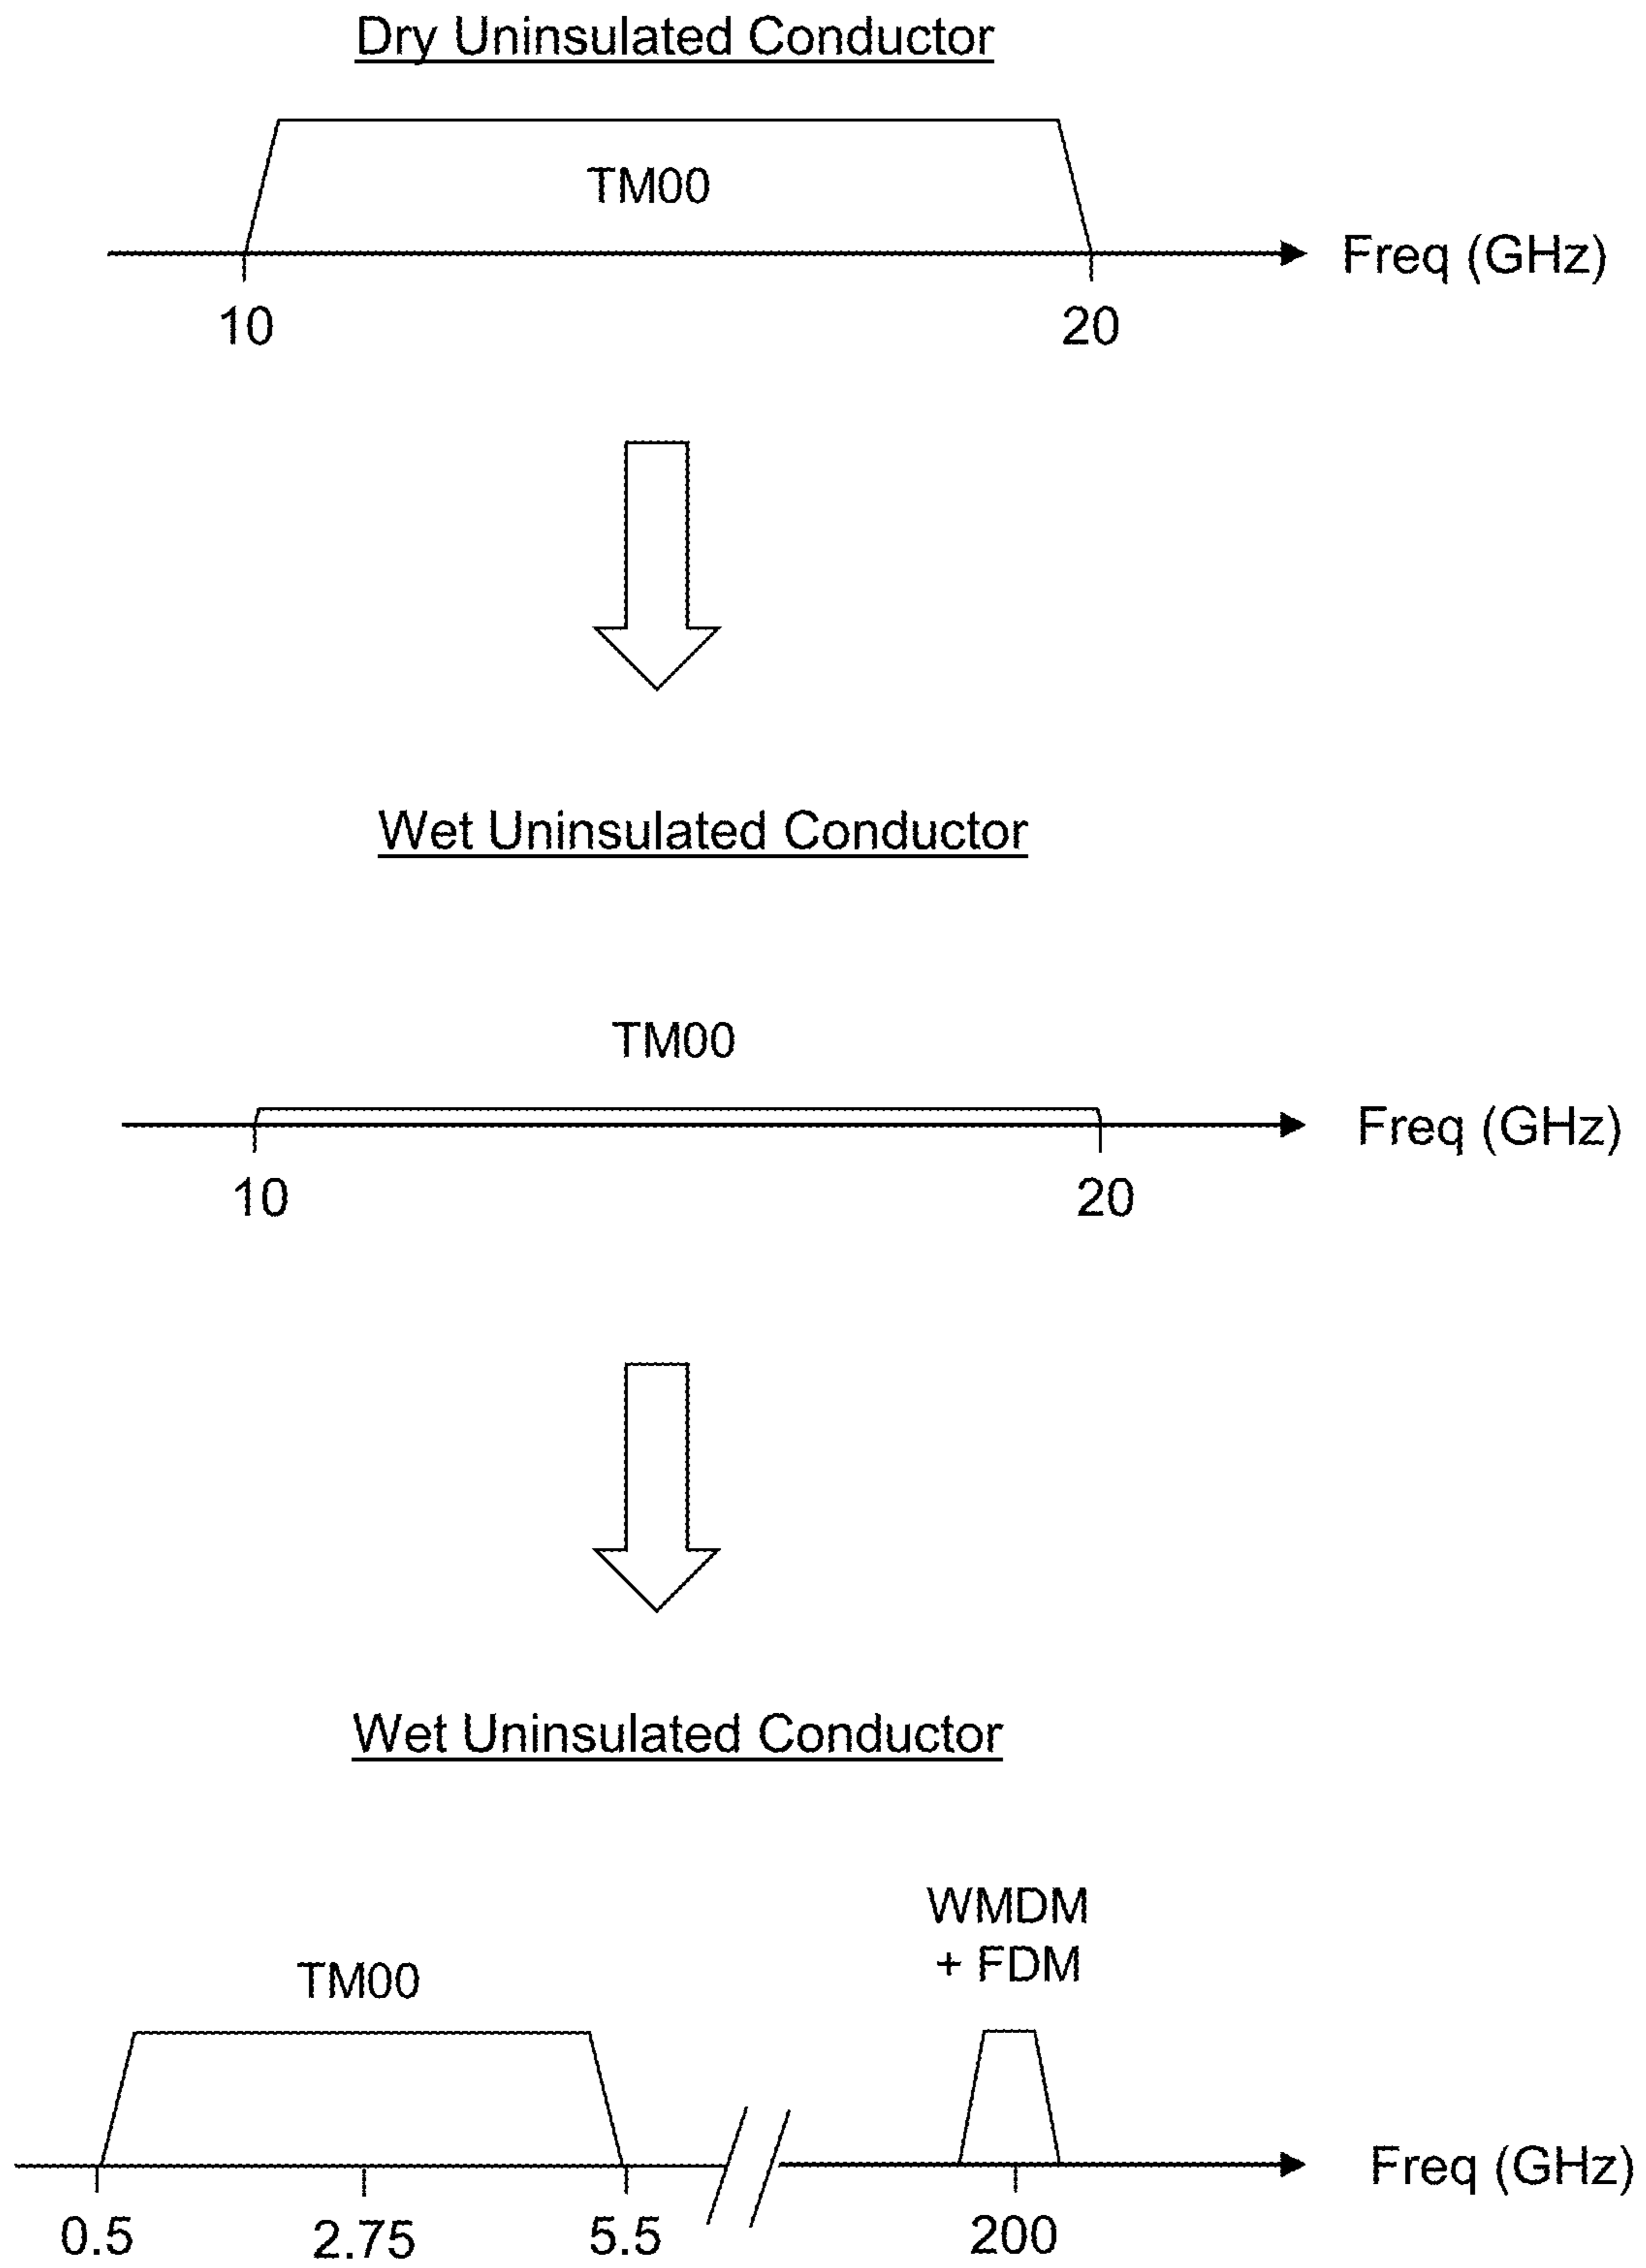 Dry Uninsulated Conductor
TM00
Freq (GHz)
10 20
Wet Uninsulated Conductor
TM00
Freq (GHz)
10 20
Wet Uninsulated Conductor
WMDM
+ FDM
TM00
Freq (GHz)
0.5 2.75 5.5 200